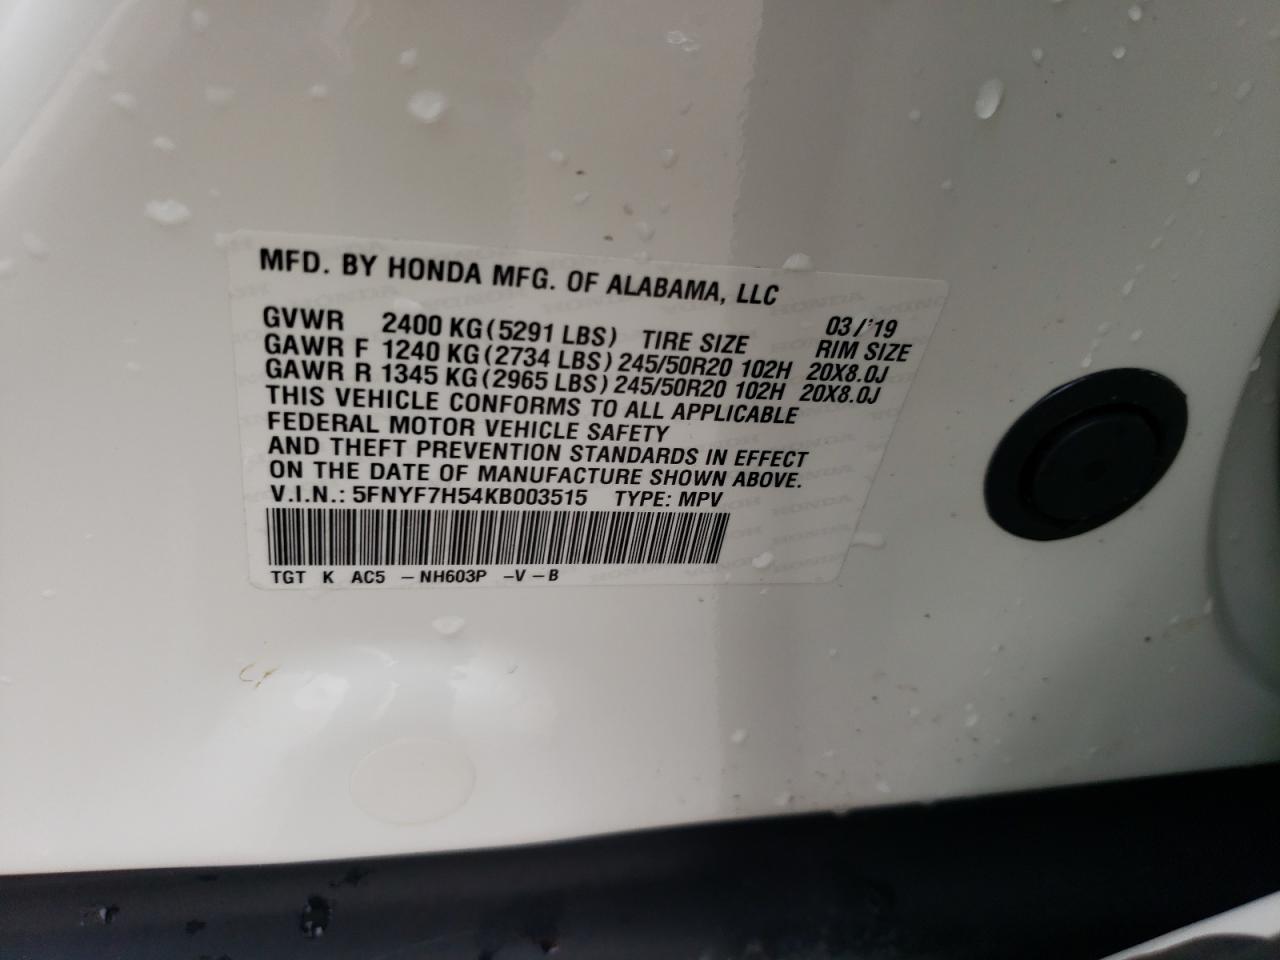 MFD. BY HONDA MFG. OF ALABAMA, LLC
03/'19
GVWR 2400 KG(5291 LBS) TIRE SIZE RIM SIZE
GAWR F 1240 KG(2734 LBS) 245/50R20 102H 20X8.0J
GAWR R 1345 KG(2965 LBS) 245/50R20 102H 20X8.0J
THIS VEHICLE CONFORMS TO ALL APPLICABLE
FEDERAL MOTOR VEHICLE SAFETY
AND THEFT PREVENTION STANDARDS IN EFFECT
ON THE DATE OF MANUFACTURE SHOWN ABOVE.
V.I.N.: 5FNYF7H54KB003515 TYPE: MPV
TGT K AC5 -NH603P -V-B